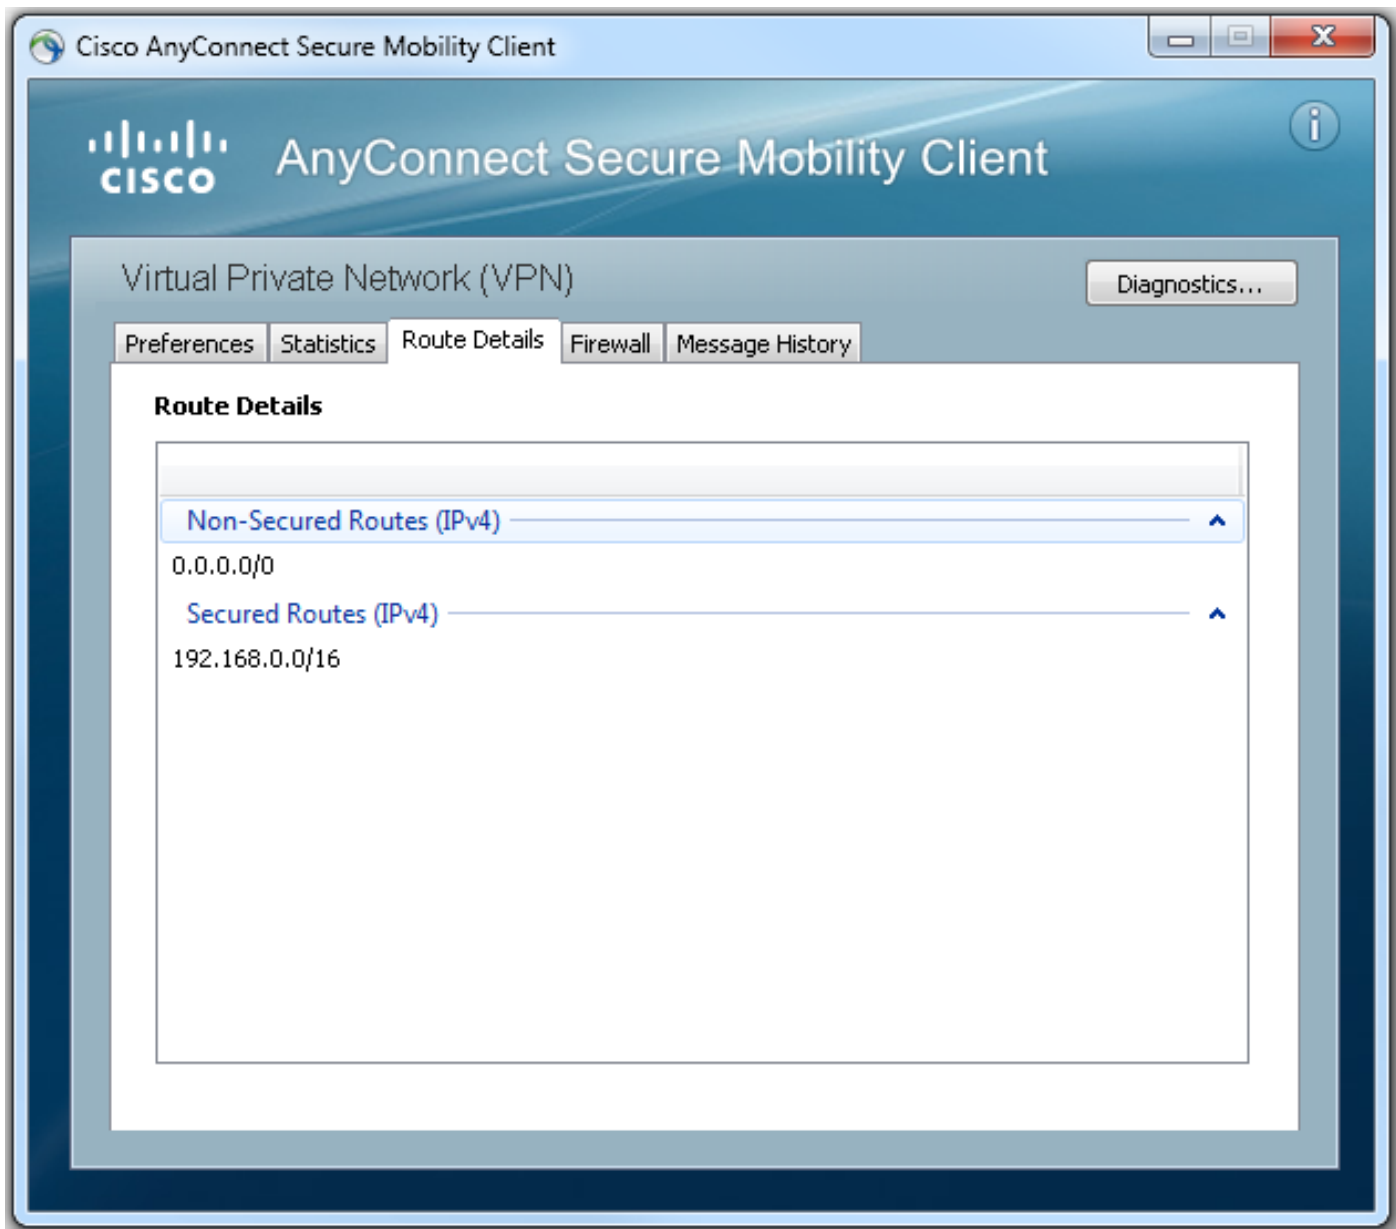 Cisco AnyConnect Secure Mobility Client
CISCO
AnyConnect Secure Mobility Client
Virtual Private Network (VPN)
Diagnostics...
Preferences Statistics Route Details Firewall Message History
Route Details
Non-Secured Routes (IPv4)
0.0.0.0/0
Secured Routes (IPv4)
192.168.0.0/16